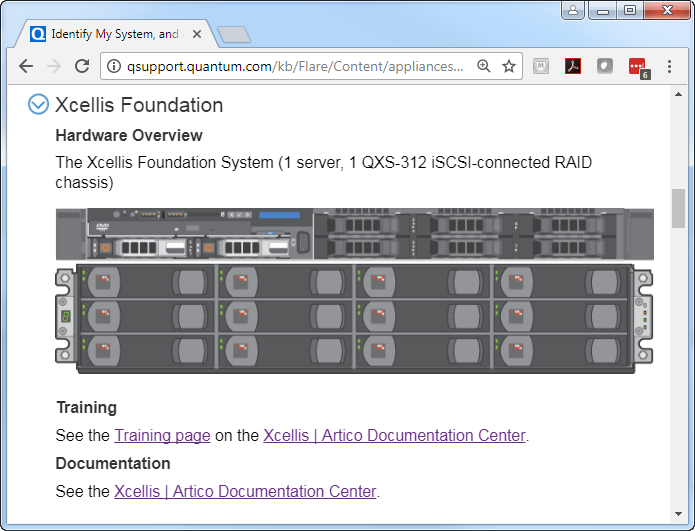 Identify My System, and
qsupport.quantum.com/kb/Flare/Content/appliances...
6
Xcellis Foundation
Hardware Overview
The Xcellis Foundation System (1 server, 1 QXS-312 iSCSI-connected RAID
chassis)
DVD
Training
See the Training page on the Xcellis | Artico Documentation Center.
Documentation
See the Xcellis | Artico Documentation Center.